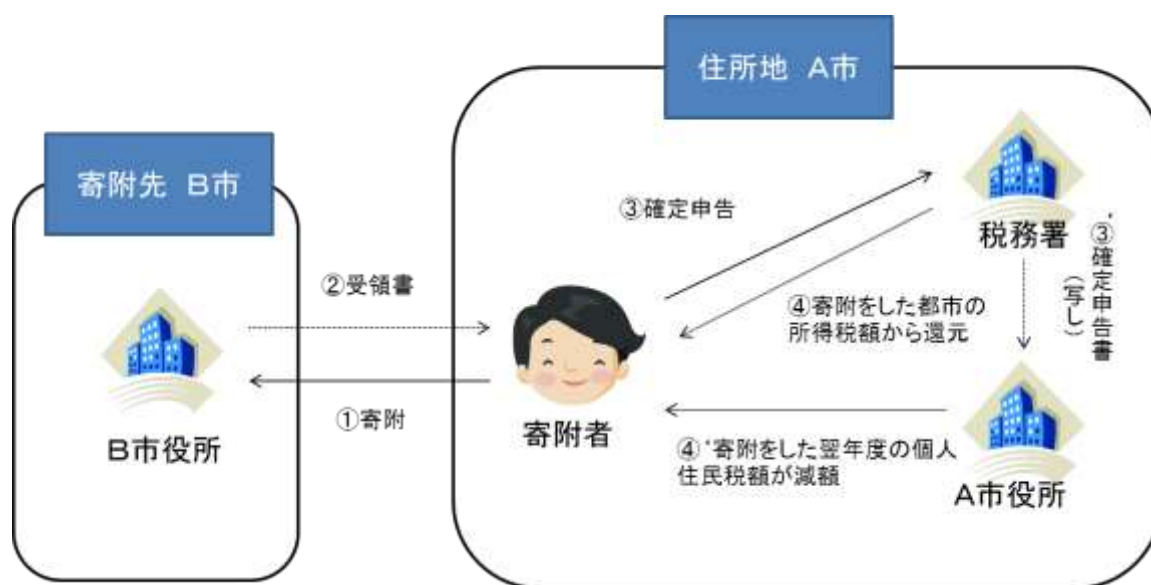 住所地 A市
寄附先 B市
②受領書
①寄附
B市役所
③確定申告
税務署
④寄附をした都市の
所得税額から還元
③’確定申告書
(写し)
寄附者
④’寄附をした翌年度の個人
住民税額が減額
A市役所